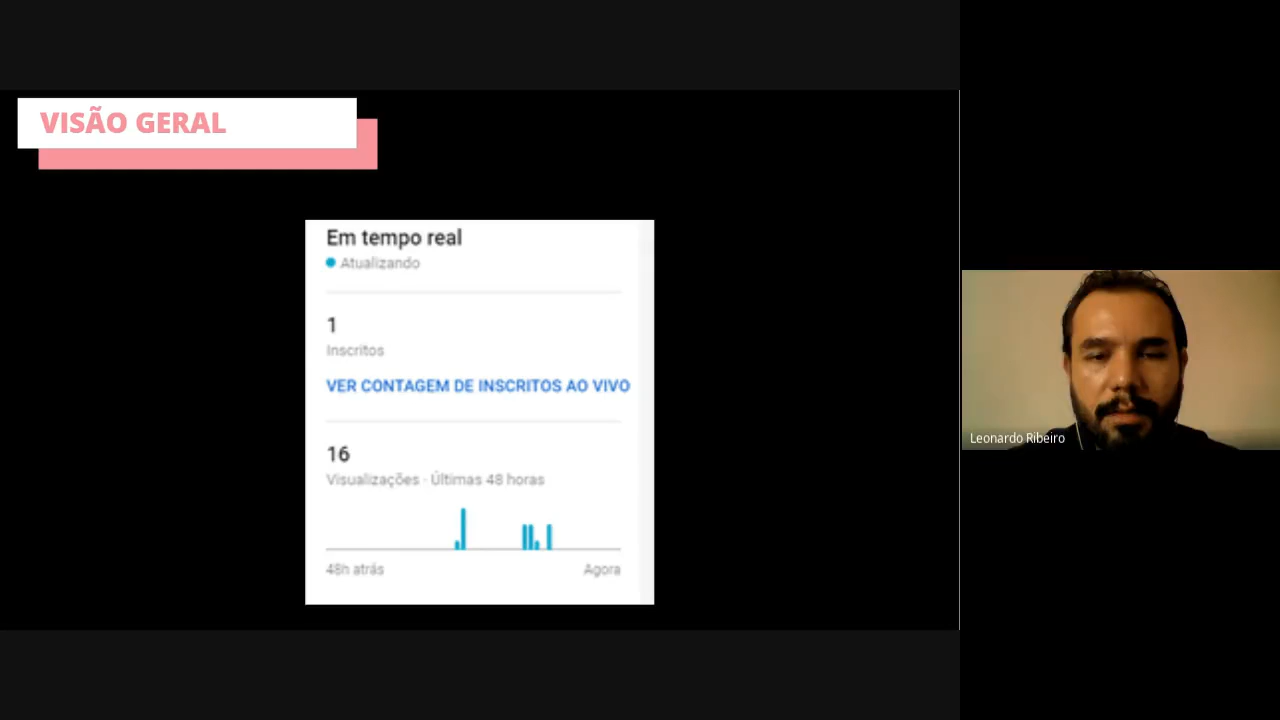 VISÃO GERAL
Em tempo real
Atualizando
1
Inscritos
VER CONTAGEM DE INSCRITOS AO VIVO
16
Visualizações · Últimas 48 horas
48h atrás
Agora
Leonardo Ribeiro